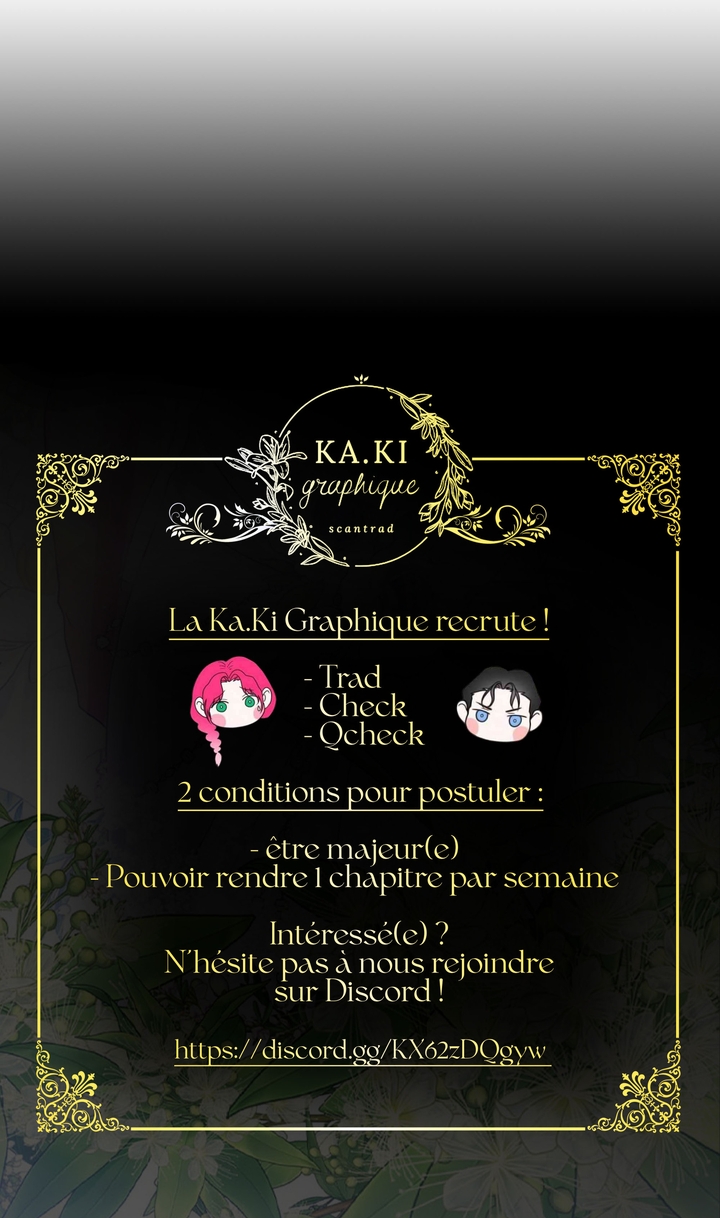 KA.KI
graphique
scantrad
La Ka.Ki Graphique recrute !
- Trad
- Check
- Qcheck
2 conditions pour postuler :
- être majeur(e)
- Pouvoir rendre 1 chapitre par semaine
Intéressé(e) ?
N'hésite pas à nous rejoindre
sur Discord !
https://discord.gg/KX62zDQgyw